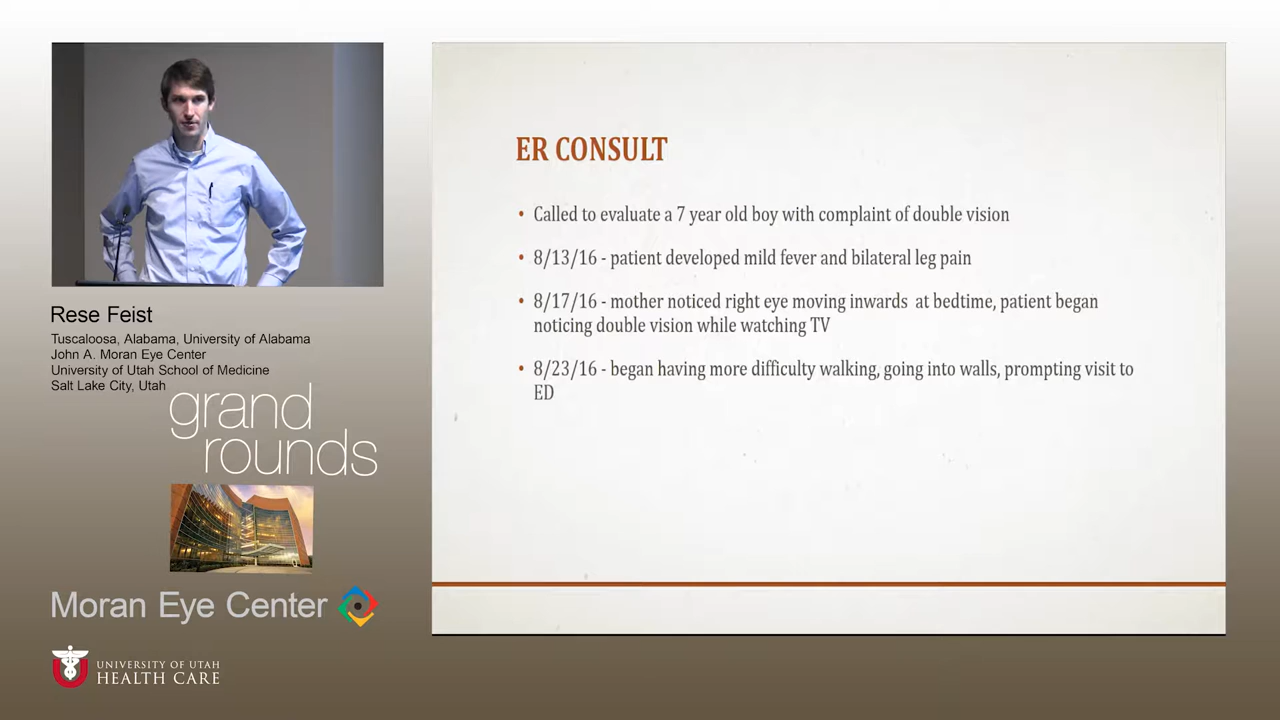 Rese Feist
Tuscaloosa, Alabama, University of Alabama
John A. Moran Eye Center
University of Utah School of Medicine
Salt Lake City, Utah
grand
rounds
Moran Eye Center
UNIVERSITY OF UTAH
HEALTH CARE
ER CONSULT
• Called to evaluate a 7 year old boy with complaint of double vision
• 8/13/16 - patient developed mild fever and bilateral leg pain
• 8/17/16 - mother noticed right eye moving inwards at bedtime, patient began
noticing double vision while watching TV
• 8/23/16 - began having more difficulty walking, going into walls, prompting visit to
ED